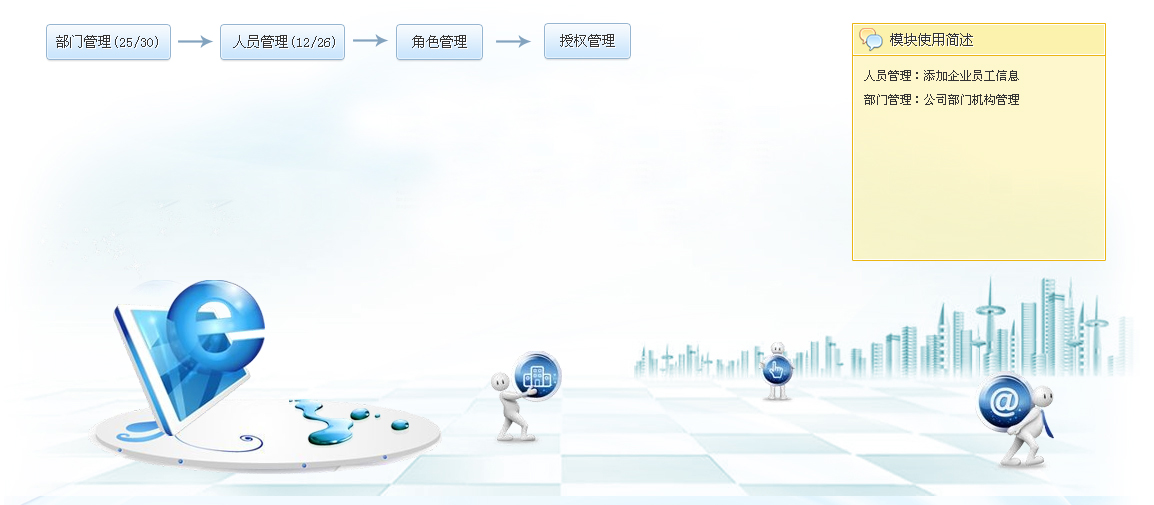 部门管理(25/30)
人员管理(12/26)
角色管理
授权管理
模块使用简述
人员管理：添加企业员工信息
部门管理：公司部门机构管理
e
@